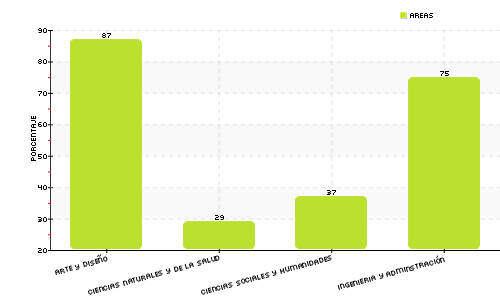 AREAS
PORCENTAJE
90
80
70
60
50
40
30
20
87
29
37
75
ARTE Y DISEÑO
CIENCIAS NATURALES Y DE LA SALUD
CIENCIAS SOCIALES Y HUMANIDADES
INGENIERIA Y ADMINSTRACIÓN